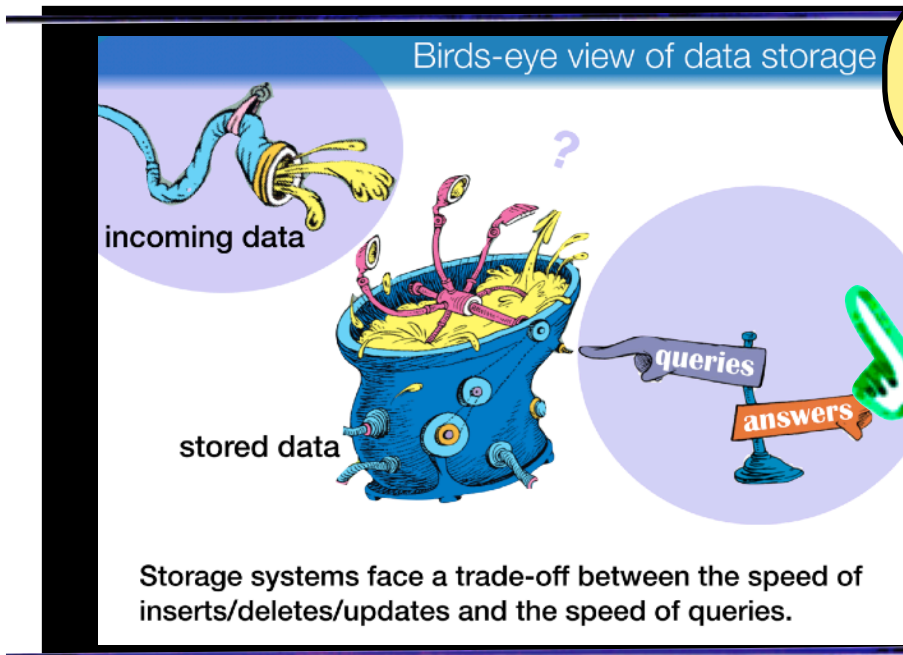 Birds-eye view of data storage
?
incoming data
queries
answers
stored data
Storage systems face a trade-off between the speed of
inserts/deletes/updates and the speed of queries.